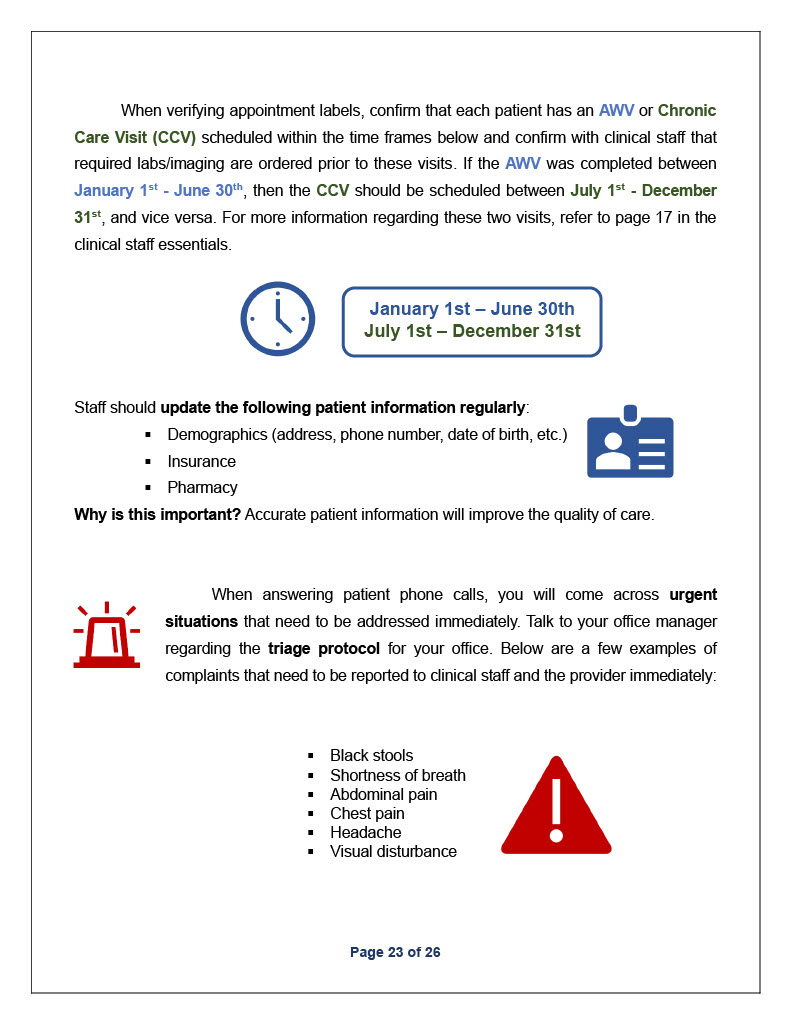 When verifying appointment labels, confirm that each patient has an AWV or Chronic
Care Visit (CCV) scheduled within the time frames below and confirm with clinical staff that
required labs/imaging are ordered prior to these visits. If the AWV was completed between
January 1st - June 30th, then the CCV should be scheduled between July 1st - December
31st, and vice versa. For more information regarding these two visits, refer to page 17 in the
clinical staff essentials.
January 1st – June 30th
July 1st – December 31st
Staff should update the following patient information regularly:
▪ Demographics (address, phone number, date of birth, etc.)
▪ Insurance
▪ Pharmacy
Why is this important? Accurate patient information will improve the quality of care.
When answering patient phone calls, you will come across urgent
situations that need to be addressed immediately. Talk to your office manager
regarding the triage protocol for your office. Below are a few examples of
complaints that need to be reported to clinical staff and the provider immediately:
▪ Black stools
▪ Shortness of breath
▪ Abdominal pain
▪ Chest pain
▪ Headache
▪ Visual disturbance
Page 23 of 26